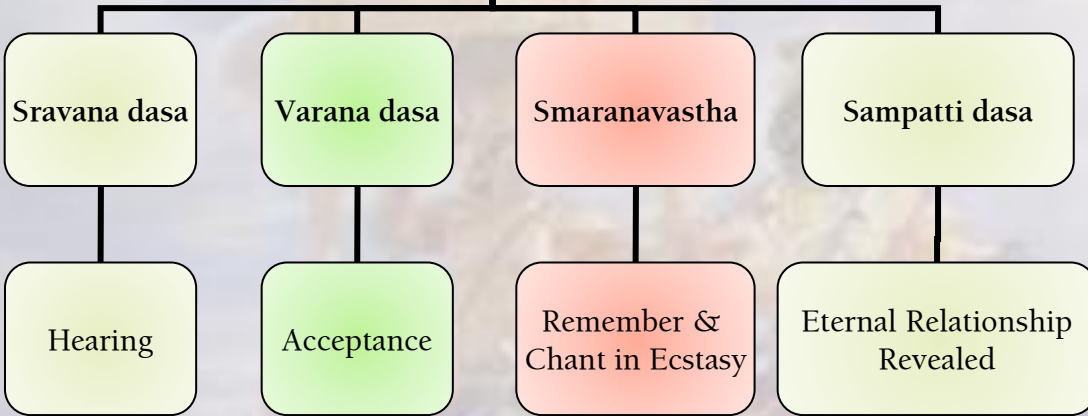 Sravana dasa
Varana dasa
Smaranavastha
Sampatti dasa
Hearing
Acceptance
Remember &
Chant in Ecstasy
Eternal Relationship
Revealed